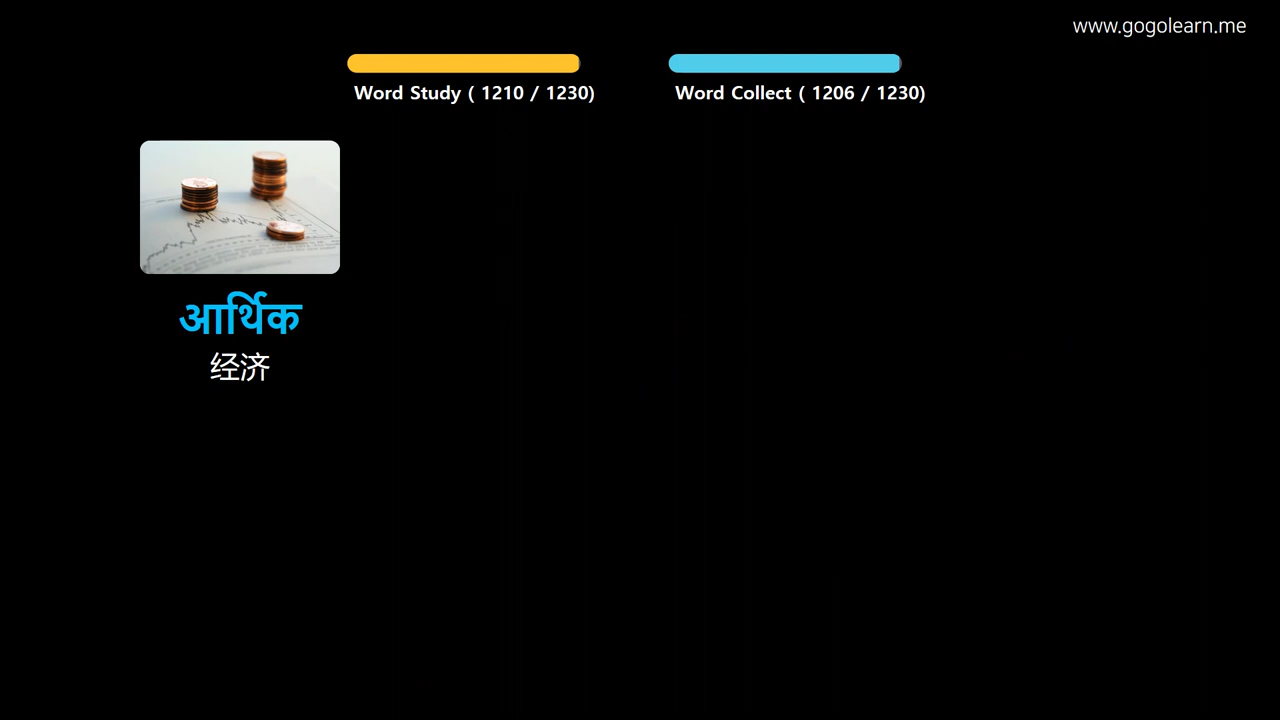 www.gogolearn.me
Word Study ( 1210 / 1230)
Word Collect ( 1206 / 1230)
आर्थिक
经济